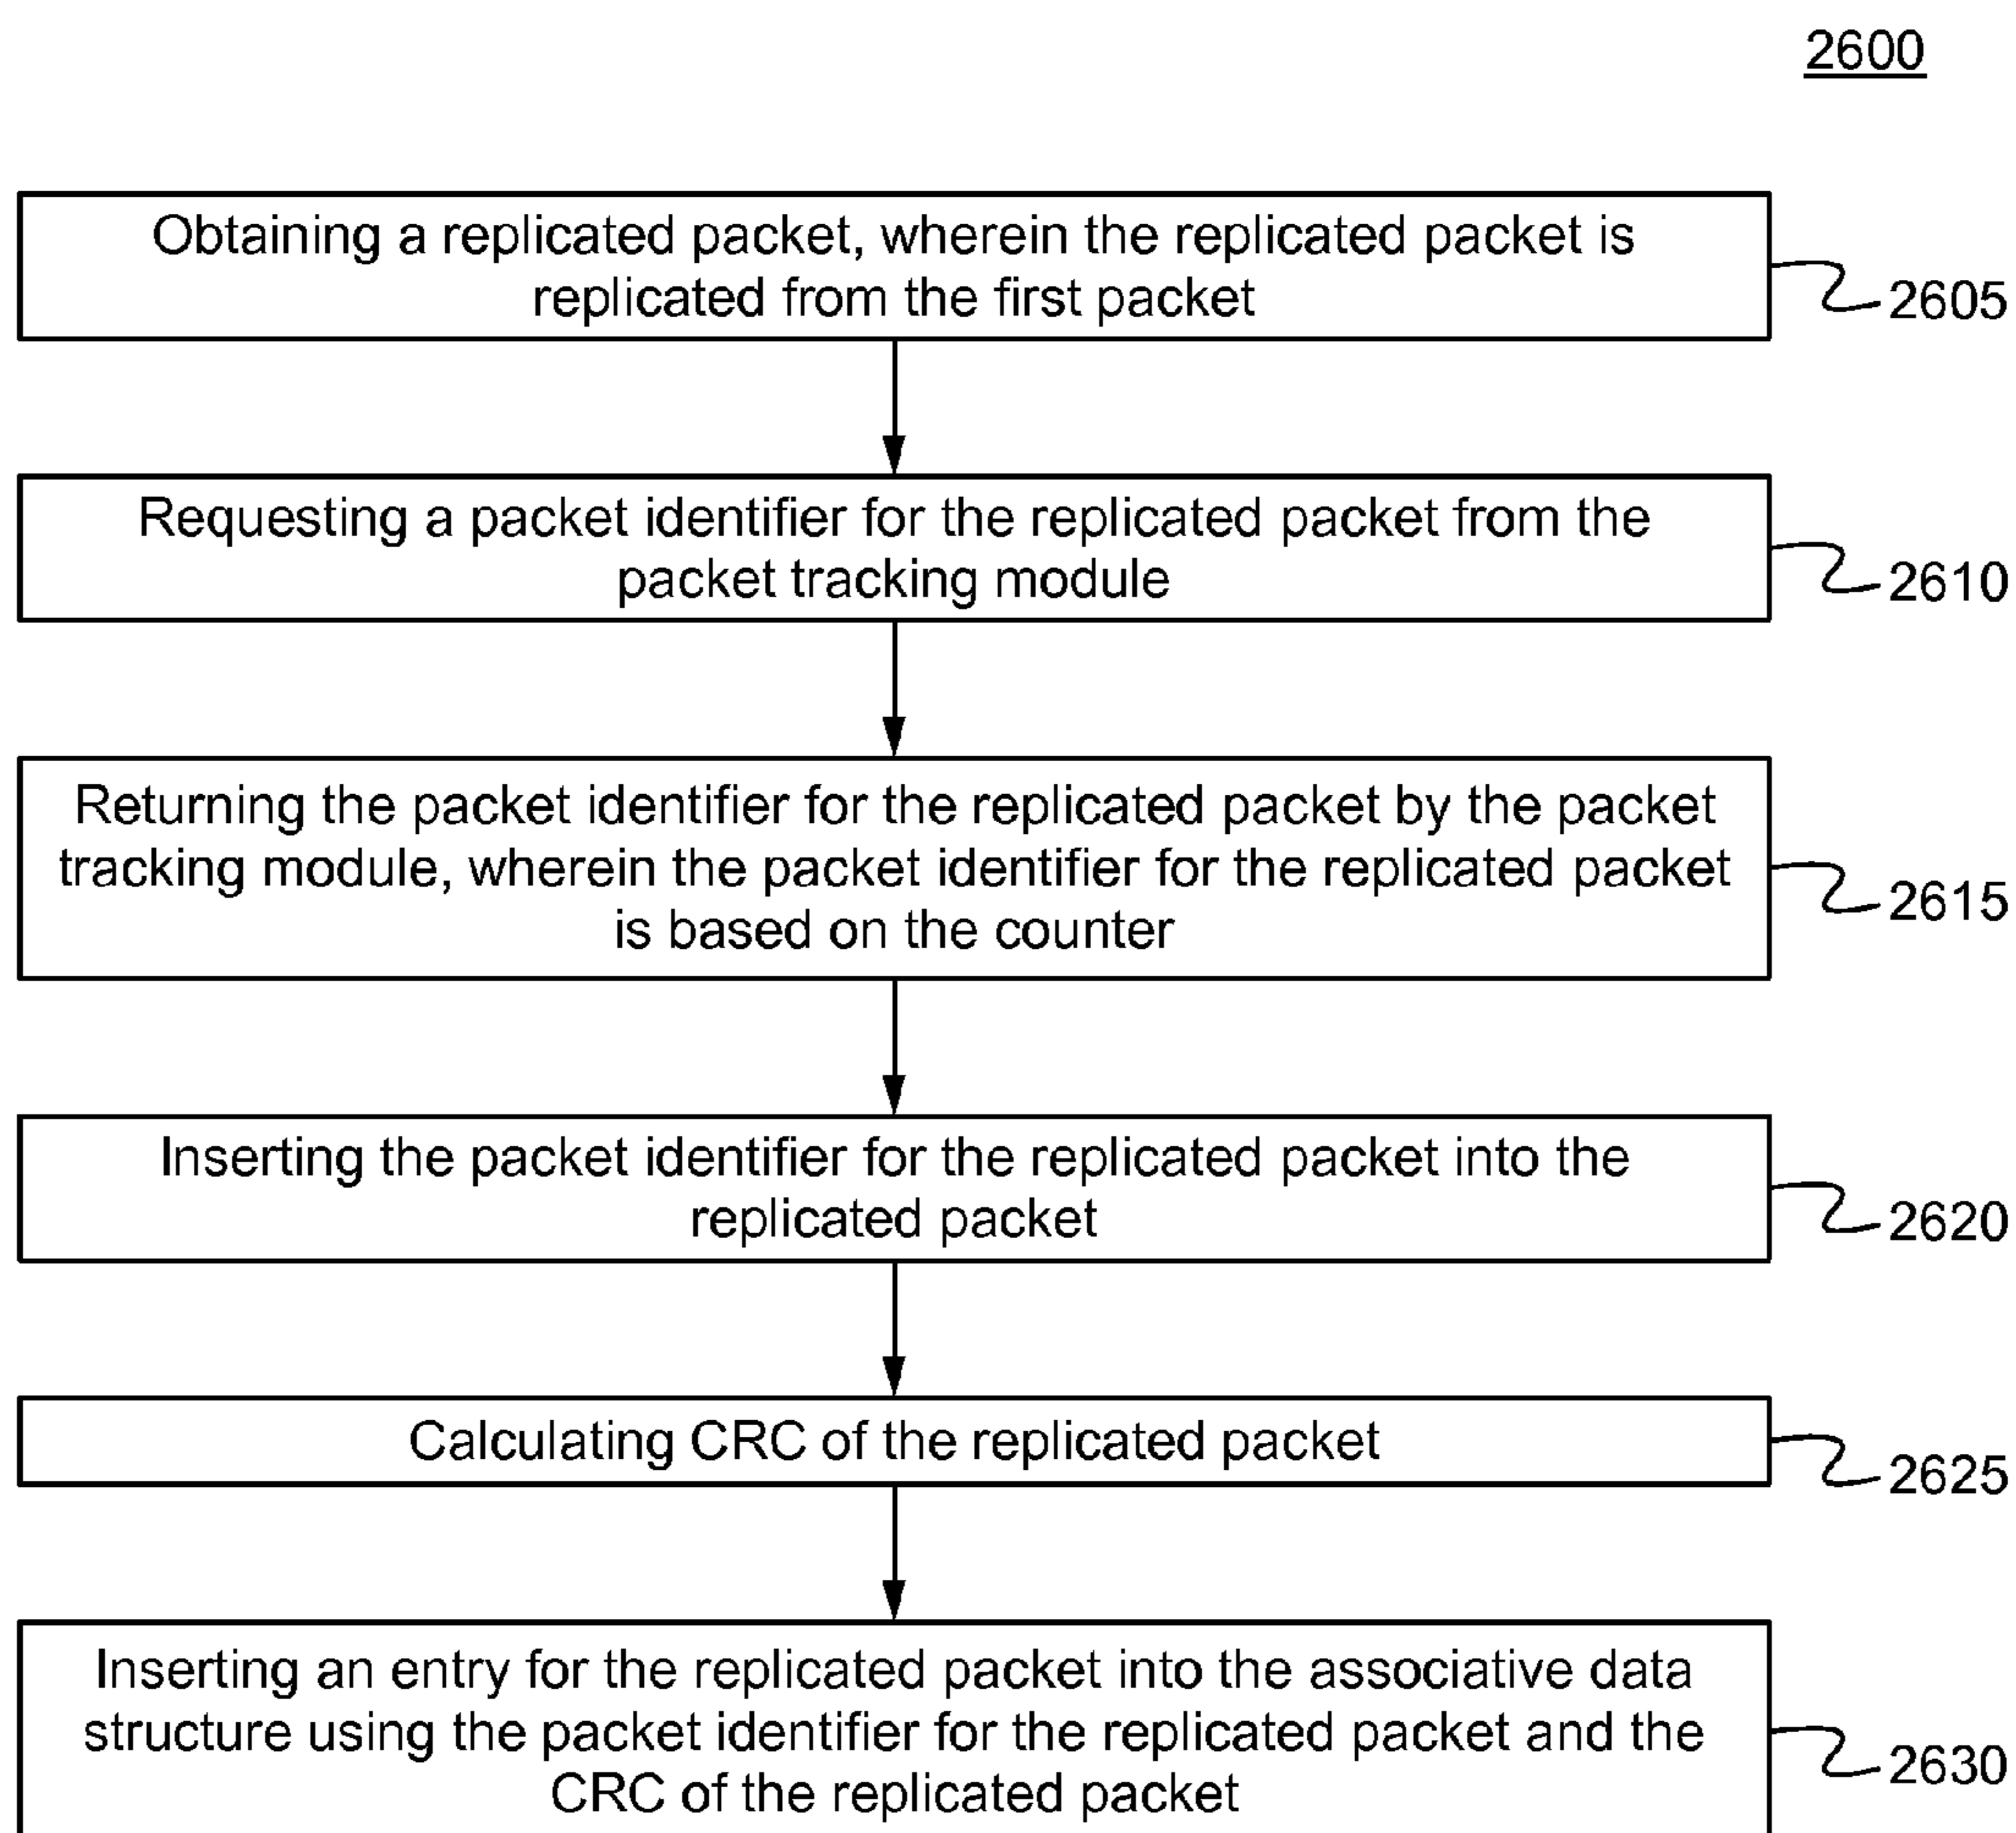 2600
Obtaining a replicated packet, wherein the replicated packet is
replicated from the first packet
2605
Requesting a packet identifier for the replicated packet from the
packet tracking module
2610
Returning the packet identifier for the replicated packet by the packet
tracking module, wherein the packet identifier for the replicated packet
is based on the counter
2615
Inserting the packet identifier for the replicated packet into the
replicated packet
2620
Calculating CRC of the replicated packet
2625
Inserting an entry for the replicated packet into the associative data
structure using the packet identifier for the replicated packet and the
CRC of the replicated packet
2630